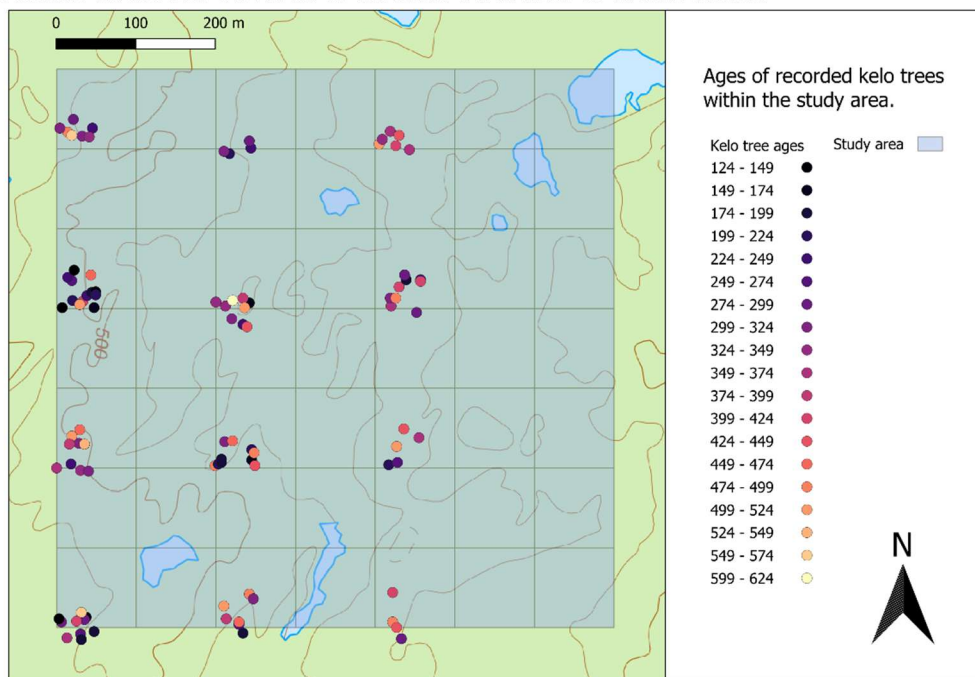 0 100 200 m
500
Ages of recorded kelo trees
within the study area.
Kelo tree ages
Study area
124 - 149
149 - 174
174 - 199
199 - 224
224 - 249
249 - 274
274 - 299
299 - 324
324 - 349
349 - 374
374 - 399
399 - 424
424 - 449
449 - 474
474 - 499
499 - 524
524 - 549
549 - 574
599 - 624
N